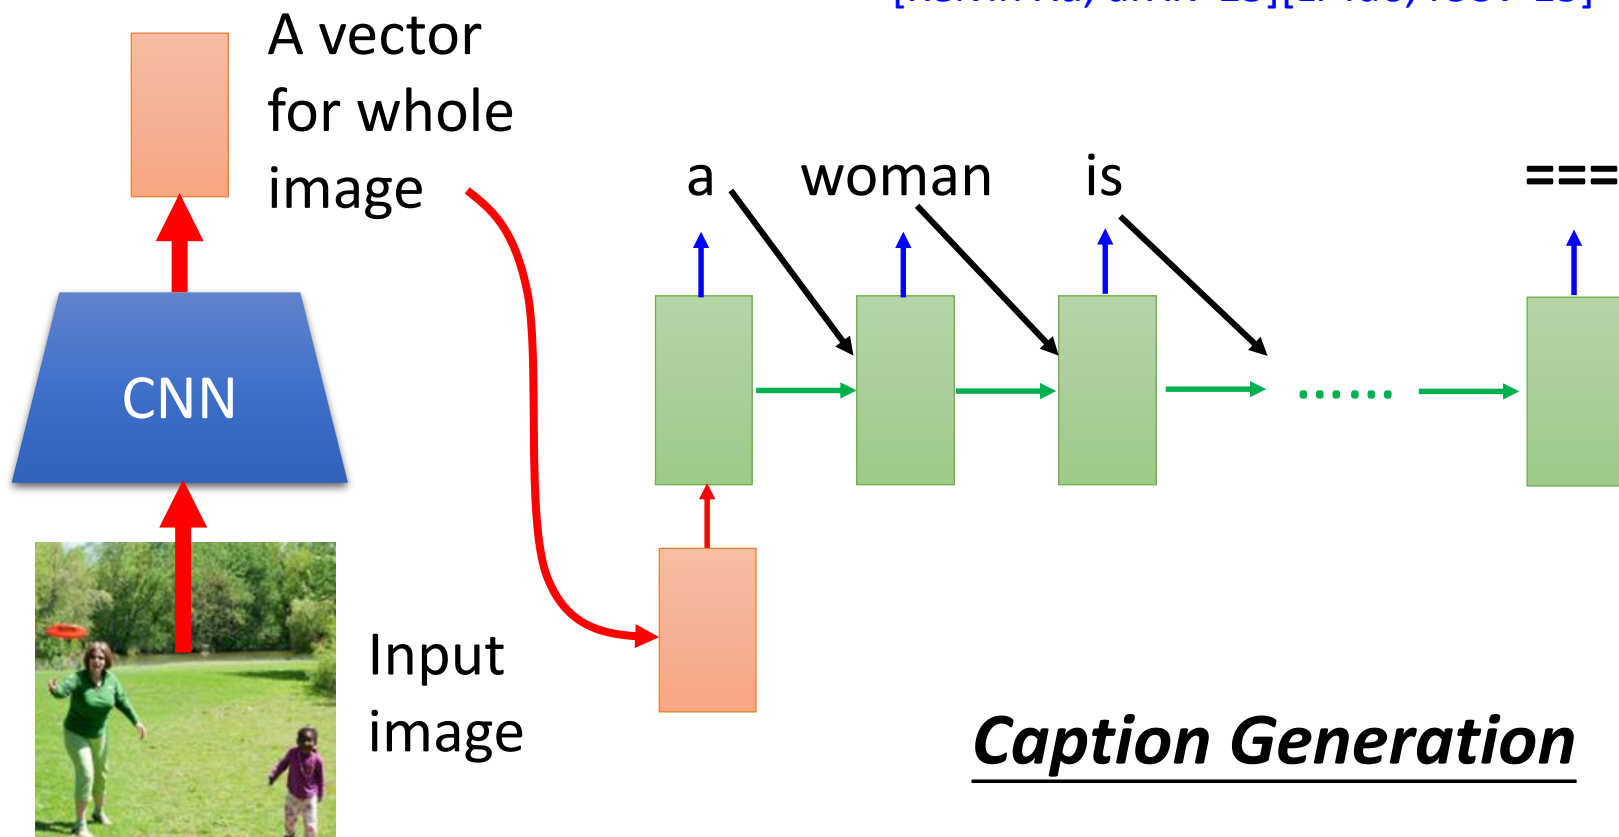 A vector
for whole
image
a woman is ===
CNN
......
Input
image
Caption Generation